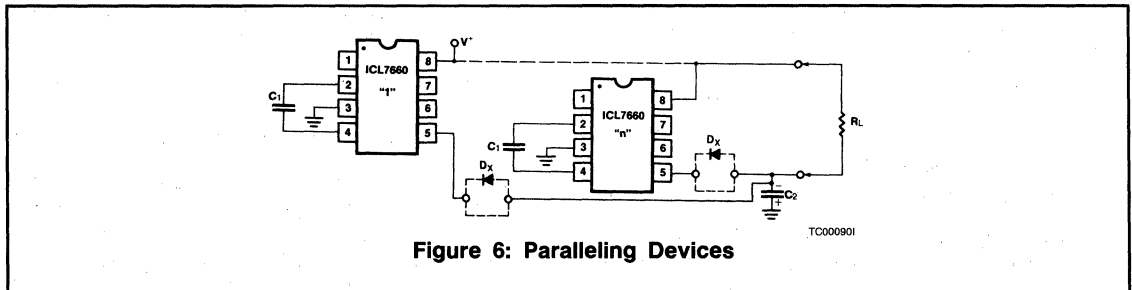 V+
1
8
ICL7660
2
7
"1"
C1
3
6
4
5
1
8
ICL7660
2
7
"n"
C1
3
6
4
5
DX
DX
RL
−
C2
+
TC00090I
Figure 6: Paralleling Devices